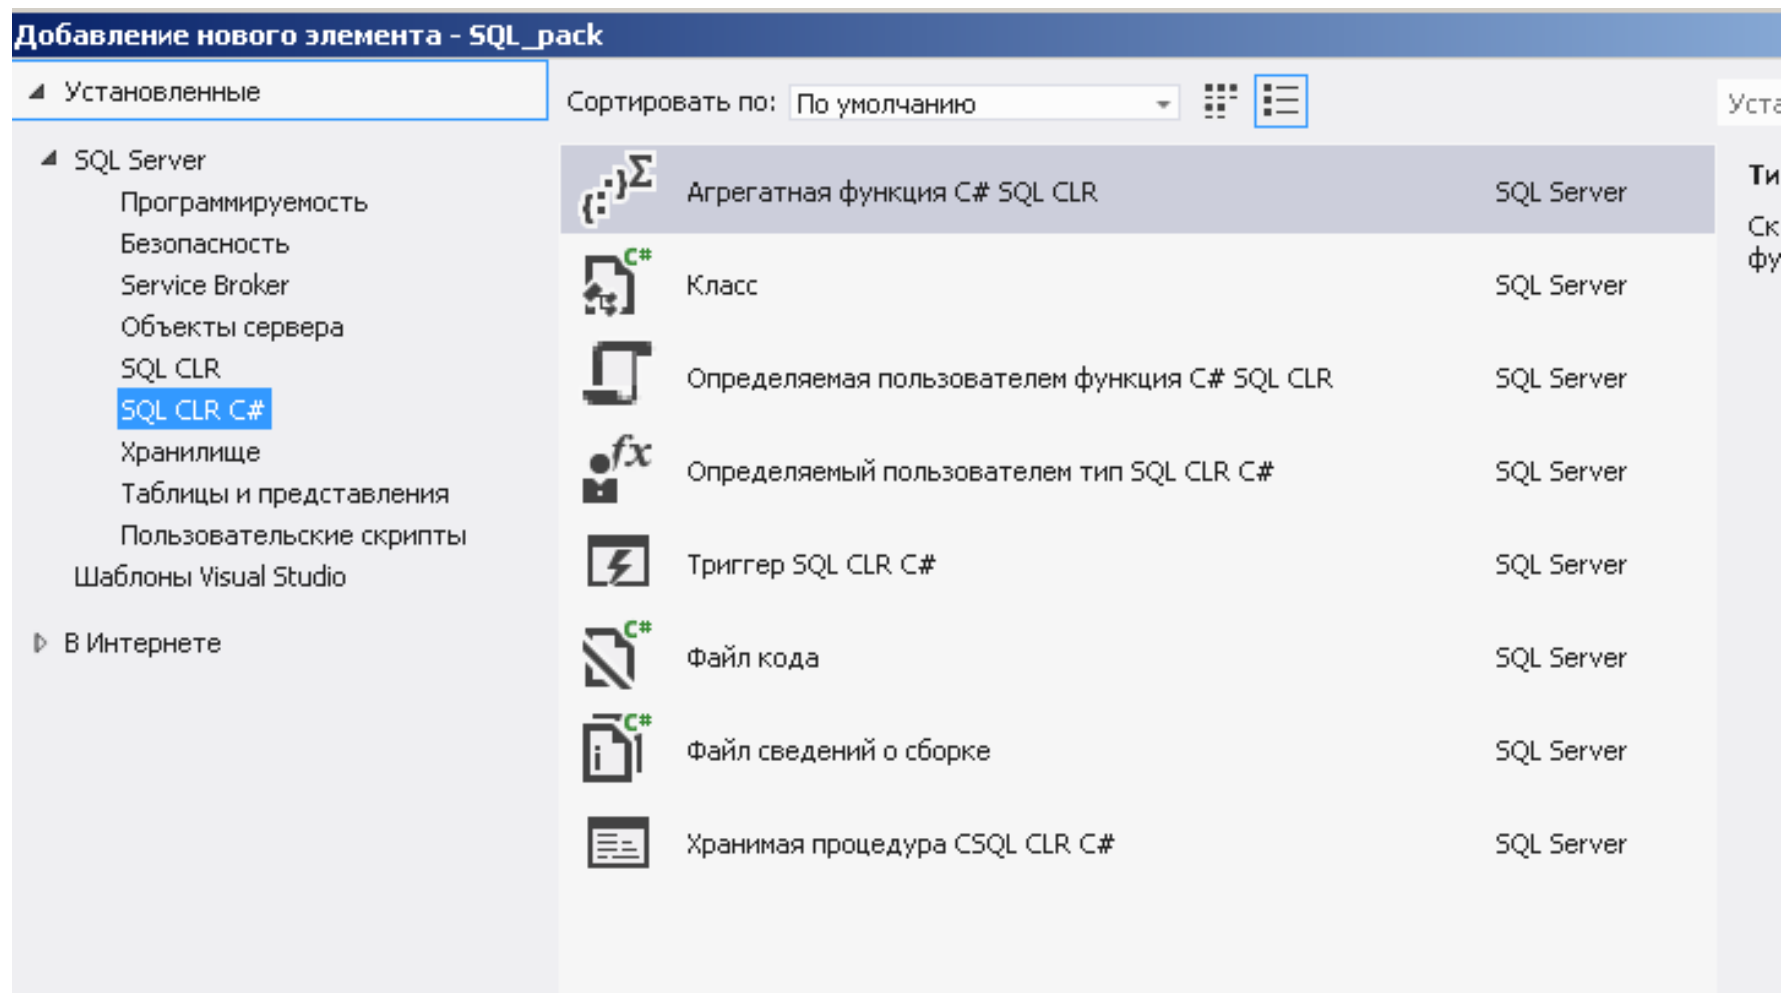 Добавление нового элемента - SQL_pack
Установленные
SQL Server
Программируемость
Безопасность
Service Broker
Объекты сервера
SQL CLR
SQL CLR C#
Хранилище
Таблицы и представления
Пользовательские скрипты
Шаблоны Visual Studio
В Интернете
Сортировать по: По умолчанию
Агрегатная функция C# SQL CLR SQL Server
C#
Класс SQL Server
Определяемая пользователем функция C# SQL CLR SQL Server
Определяемый пользователем тип SQL CLR C# SQL Server
Триггер SQL CLR C# SQL Server
C#
Файл кода SQL Server
C#
Файл сведений о сборке SQL Server
Хранимая процедура CSQL CLR C# SQL Server